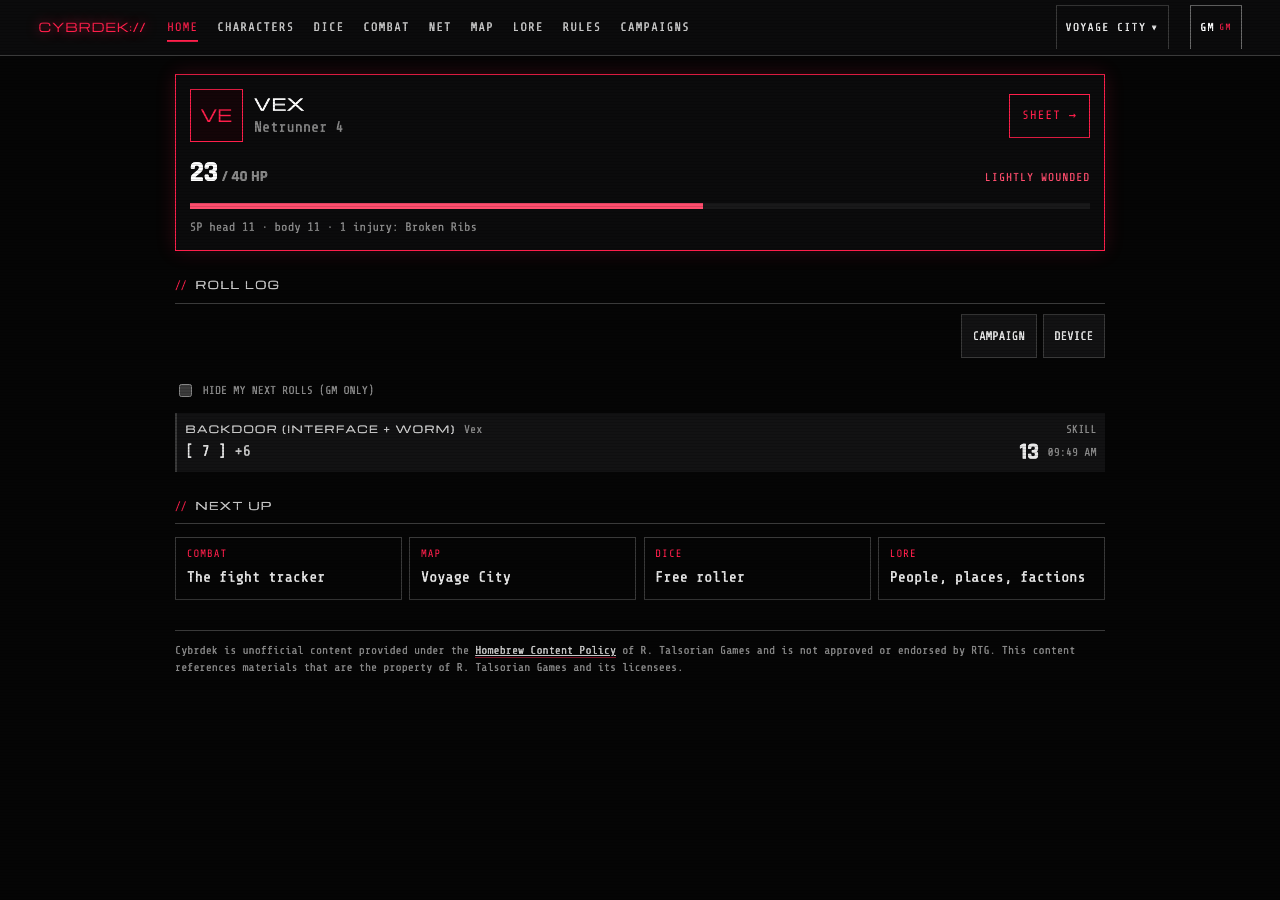 CYBRDEK:// HOME CHARACTERS DICE COMBAT NET MAP LORE RULES CAMPAIGNS VOYAGE CITY ▾ GM GM
VE VEX
Netrunner 4
SHEET →
23 / 40 HP LIGHTLY WOUNDED
SP head 11 · body 11 · 1 injury: Broken Ribs
// ROLL LOG
CAMPAIGN DEVICE
HIDE MY NEXT ROLLS (GM ONLY)
BACKDOOR (INTERFACE + WORM) Vex SKILL
[ 7 ] +6 13 09:49 AM
// NEXT UP
COMBAT MAP DICE LORE
The fight tracker Voyage City Free roller People, places, factions
Cybrdek is unofficial content provided under the Homebrew Content Policy of R. Talsorian Games and is not approved or endorsed by RTG. This content
references materials that are the property of R. Talsorian Games and its licensees.